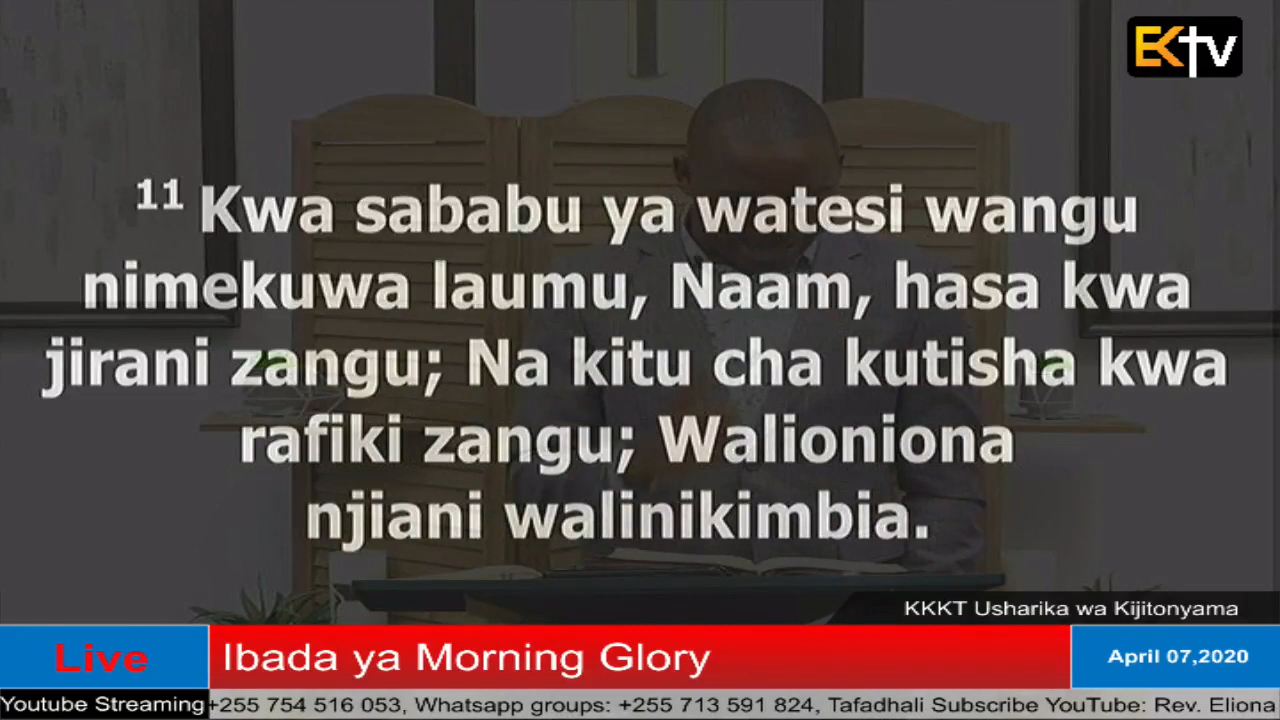 EKTV
11 Kwa sababu ya watesi wangu
nimekuwa laumu, Naam, hasa kwa
jirani zangu; Na kitu cha kutisha kwa
rafiki zangu; Walioniona
njiani walinikimbia.
KKKT Usharika wa Kijitonyama
Live
Ibada ya Morning Glory
April 07,2020
Youtube Streaming
+255 754 516 053, Whatsapp groups: +255 713 591 824, Tafadhali Subscribe YouTube: Rev. Eliona